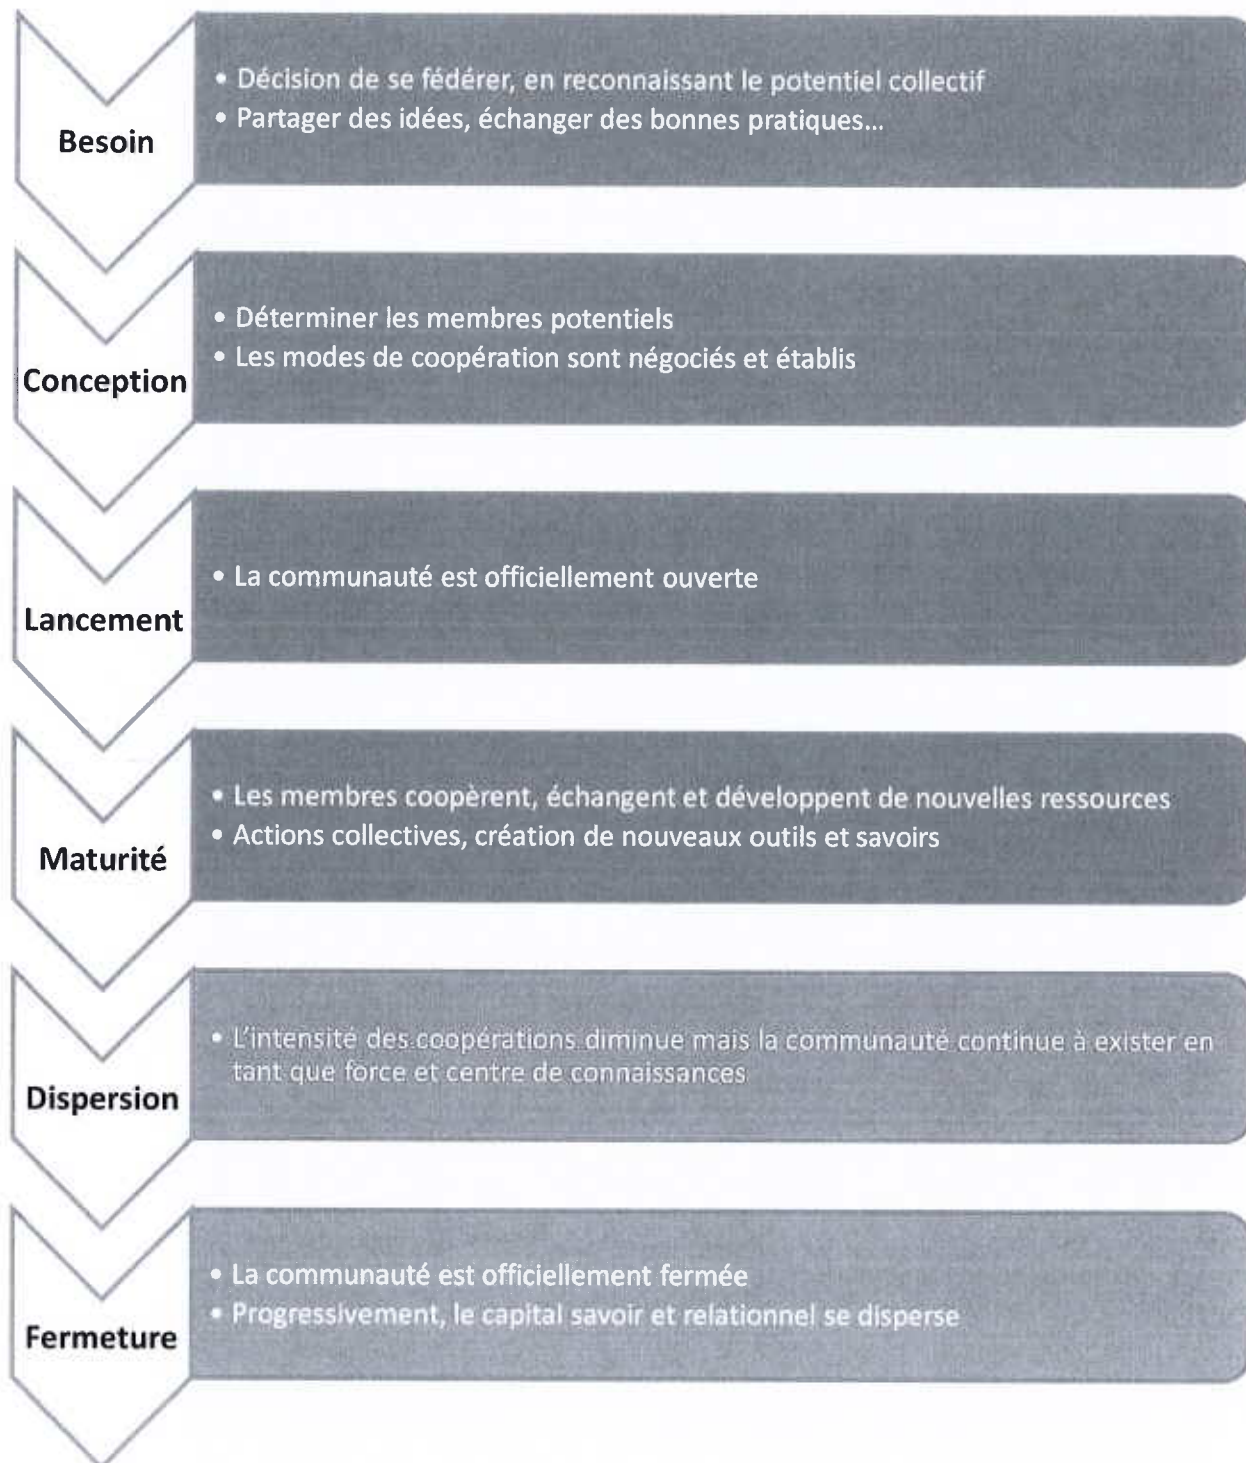 Besoin
• Décision de se fédérer, en reconnaissant le potentiel collectif
• Partager des idées, échanger des bonnes pratiques...
Conception
• Déterminer les membres potentiels
• Les modes de coopération sont négociés et établis
Lancement
• La communauté est officiellement ouverte
Maturité
• Les membres coopèrent, échangent et développent de nouvelles ressources
• Actions collectives, création de nouveaux outils et savoirs
Dispersion
• L'intensité des coopérations diminue mais la communauté continue à exister en
tant que force et centre de connaissances
Fermeture
• La communauté est officiellement fermée
• Progressivement, le capital savoir et relationnel se disperse